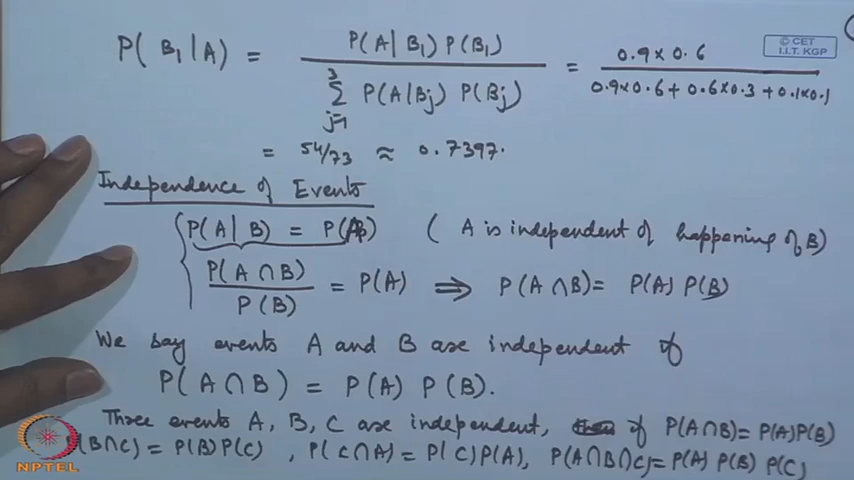 P( B₁ | A ) = P(A | B₁) P(B₁) / ∑_{j=1}^{3} P(A | Bj) P(Bj) = 0.9 × 0.6 / 0.9×0.6 + 0.6×0.3 + 0.1×0.1
© CET
I.I.T. KGP
= 54/73 ≈ 0.7397.
Independence of Events
P(A | B) = P(A) ( A is independent of happening of B)
P(A ∩ B) / P(B) = P(A) ⟹ P(A ∩ B) = P(A) P(B)
We say events A and B are independent if
P( A ∩ B ) = P(A) P(B).
Three events A, B, C are independent, if P(A∩B) = P(A)P(B)
P(B∩C) = P(B) P(C) , P(C∩A) = P(C)P(A), P(A∩B∩C) = P(A) P(B) P(C)
NPTEL